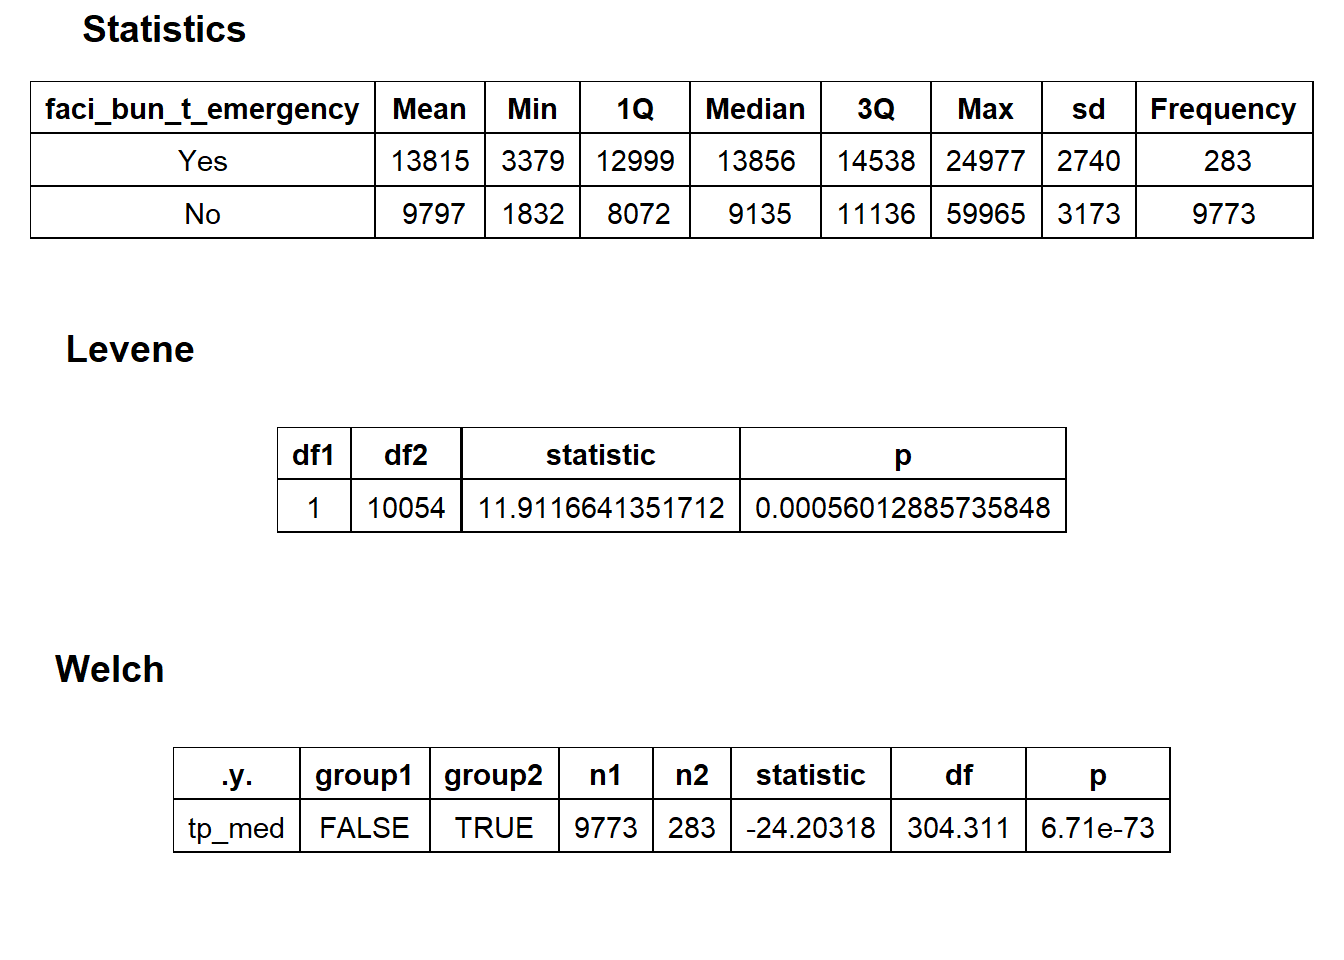 Statistics
faci_bun_t_emergency Mean Min 1Q Median 3Q Max sd Frequency
Yes 13815 3379 12999 13856 14538 24977 2740 283
No 9797 1832 8072 9135 11136 59965 3173 9773
Levene
df1 df2 statistic p
1 10054 11.9116641351712 0.00056012885735848
Welch
.y. group1 group2 n1 n2 statistic df p
tp_med FALSE TRUE 9773 283 -24.20318 304.311 6.71e-73